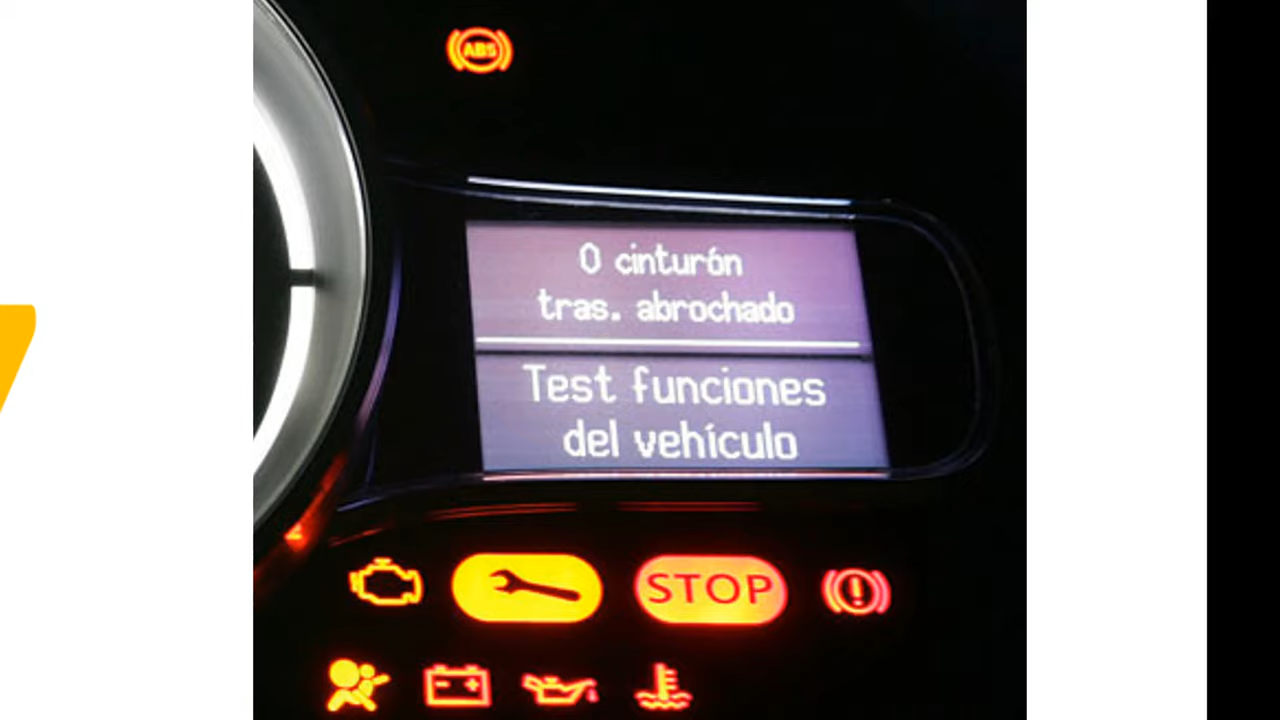 ABS
0 cinturón
tras. abrochado
Test funciones
del vehículo
STOP